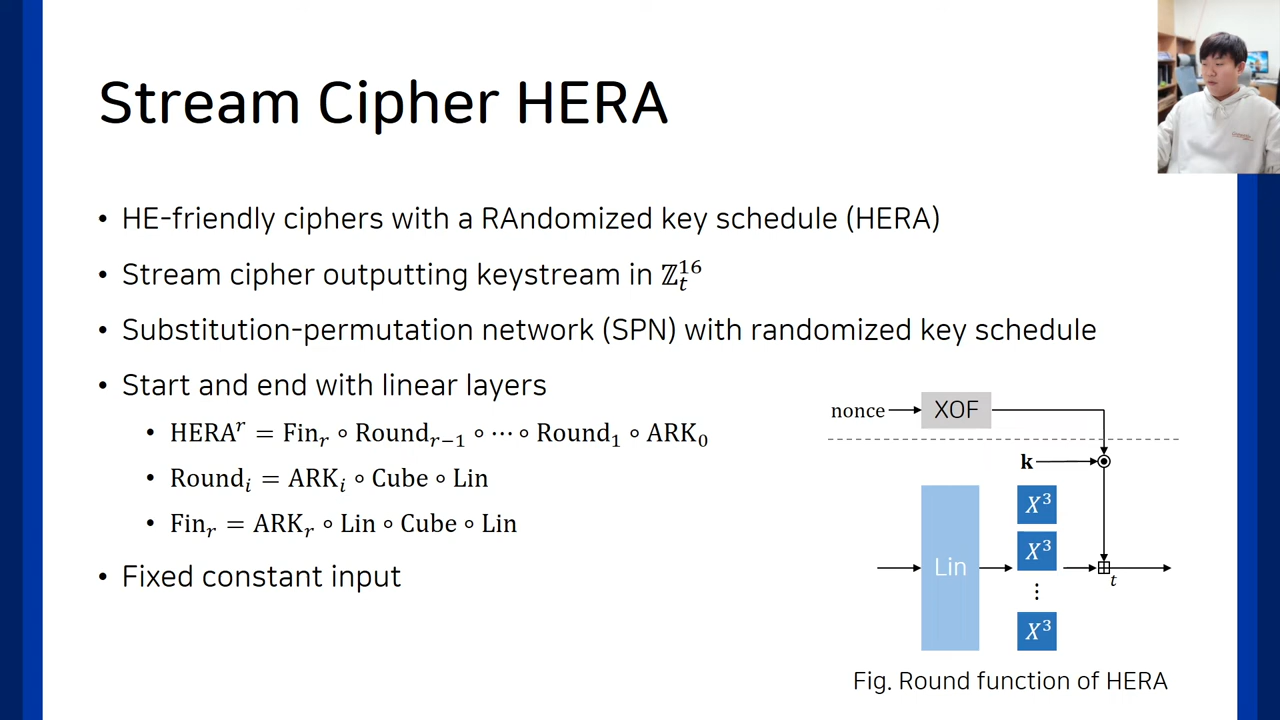 Stream Cipher HERA
• HE-friendly ciphers with a RAndomized key schedule (HERA)
• Stream cipher outputting keystream in ℤ_t^16
• Substitution-permutation network (SPN) with randomized key schedule
• Start and end with linear layers
• HERA^r = Fin_r ∘ Round_{r−1} ∘ ⋯ ∘ Round_1 ∘ ARK_0
• Round_i = ARK_i ∘ Cube ∘ Lin
• Fin_r = ARK_r ∘ Lin ∘ Cube ∘ Lin
• Fixed constant input
nonce
XOF
k
X^3
X^3
Lin
⋮
t
X^3
Fig. Round function of HERA